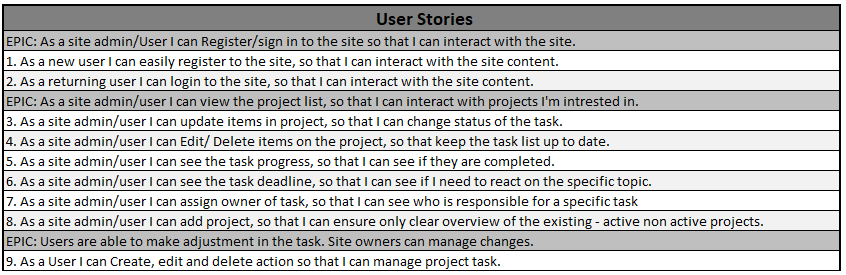 User Stories
EPIC: As a site admin/User I can Register/sign in to the site so that I can interact with the site.
1. As a new user I can easily register to the site, so that I can interact with the site content.
2. As a returning user I can login to the site, so that I can interact with the site content.
EPIC: As a site admin/user I can view the project list, so that I can interact with projects I'm intrested in.
3. As a site admin/user I can update items in project, so that I can change status of the task.
4. As a site admin/user I can Edit/ Delete items on the project, so that keep the task list up to date.
5. As a site admin/user I can see the task progress, so that I can see if they are completed.
6. As a site admin/user I can see the task deadline, so that I can see if I need to react on the specific topic.
7. As a site admin/user I can assign owner of task, so that I can see who is responsible for a specific task
8. As a site admin/user I can add project, so that I can ensure only clear overview of the existing - active non active projects.
EPIC: Users are able to make adjustment in the task. Site owners can manage changes.
9. As a User I can Create, edit and delete action so that I can manage project task.